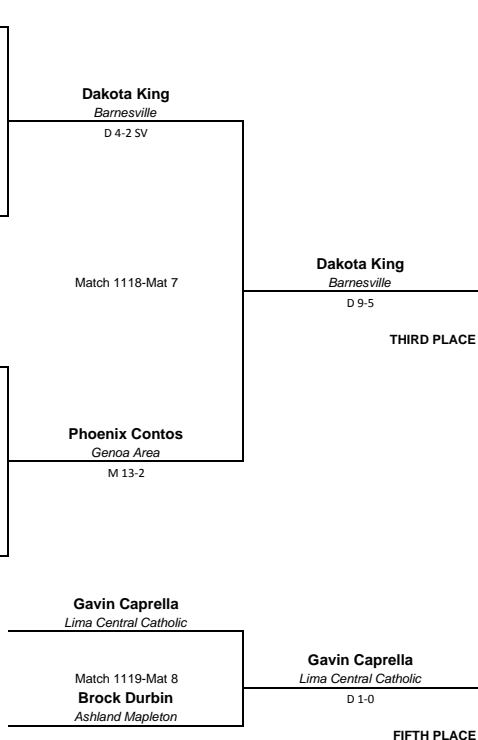 Dakota King
Barnesville
D 4-2 SV
Match 1118-Mat 7
Dakota King
Barnesville
D 9-5
THIRD PLACE
Phoenix Contos
Genoa Area
M 13-2
Gavin Caprella
Lima Central Catholic
Match 1119-Mat 8
Brock Durbin
Ashland Mapleton
Gavin Caprella
Lima Central Catholic
D 1-0
FIFTH PLACE